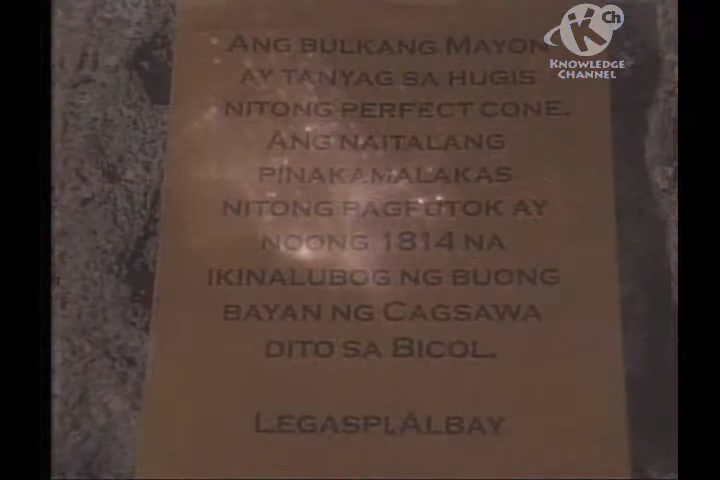 Kch
KNOWLEDGE
CHANNEL
ANG BULKANG MAYON
AY TANYAG SA HUGIS
NITONG PERFECT CONE.
ANG NAITALANG
PINAKAMALAKAS
NITONG PAGPUTOK AY
NOONG 1814 NA
IKINALUBOG NG BUONG
BAYAN NG CAGSAWA
DITO SA BICOL.
LEGASPI, ALBAY